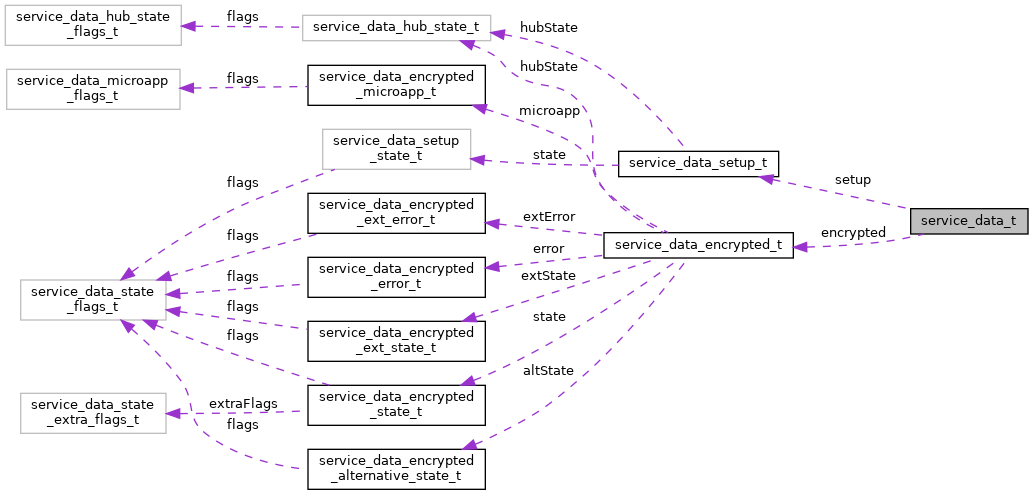 service_data_hub_state
_flags_t
flags
service_data_hub_state_t
hubState
hubState
service_data_microapp
_flags_t
flags
service_data_encrypted
_microapp_t
microapp
service_data_setup
_state_t
state
service_data_setup_t
setup
service_data_t
flags
service_data_encrypted
_ext_error_t
extError
service_data_encrypted_t
encrypted
flags
service_data_encrypted
_error_t
error
flags
service_data_state
_flags_t
extState
flags
service_data_encrypted
_ext_state_t
state
flags
service_data_encrypted
_state_t
altState
service_data_state
_extra_flags_t
extraFlags
flags
service_data_encrypted
_alternative_state_t